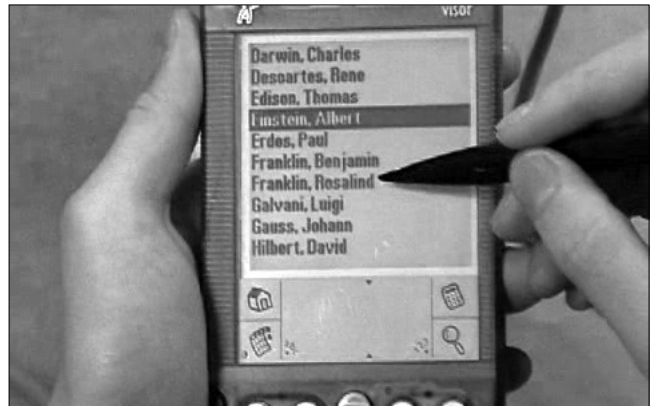 VISOR
Darwin, Charles
Descartes, Rene
Edison, Thomas
Einstein, Albert
Erdos, Paul
Franklin, Benjamin
Franklin, Rosalind
Galvani, Luigi
Gauss, Johann
Hilbert, David